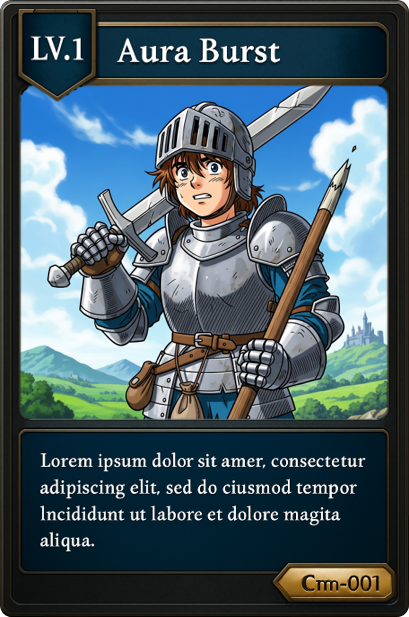 LV.1
Aura Burst
Lorem ipsum dolor sit amer, consectetur
adipiscing elit, sed do ciusmod tempor
Incididunt ut labore et dolore magita
aliqua.
Crm-001